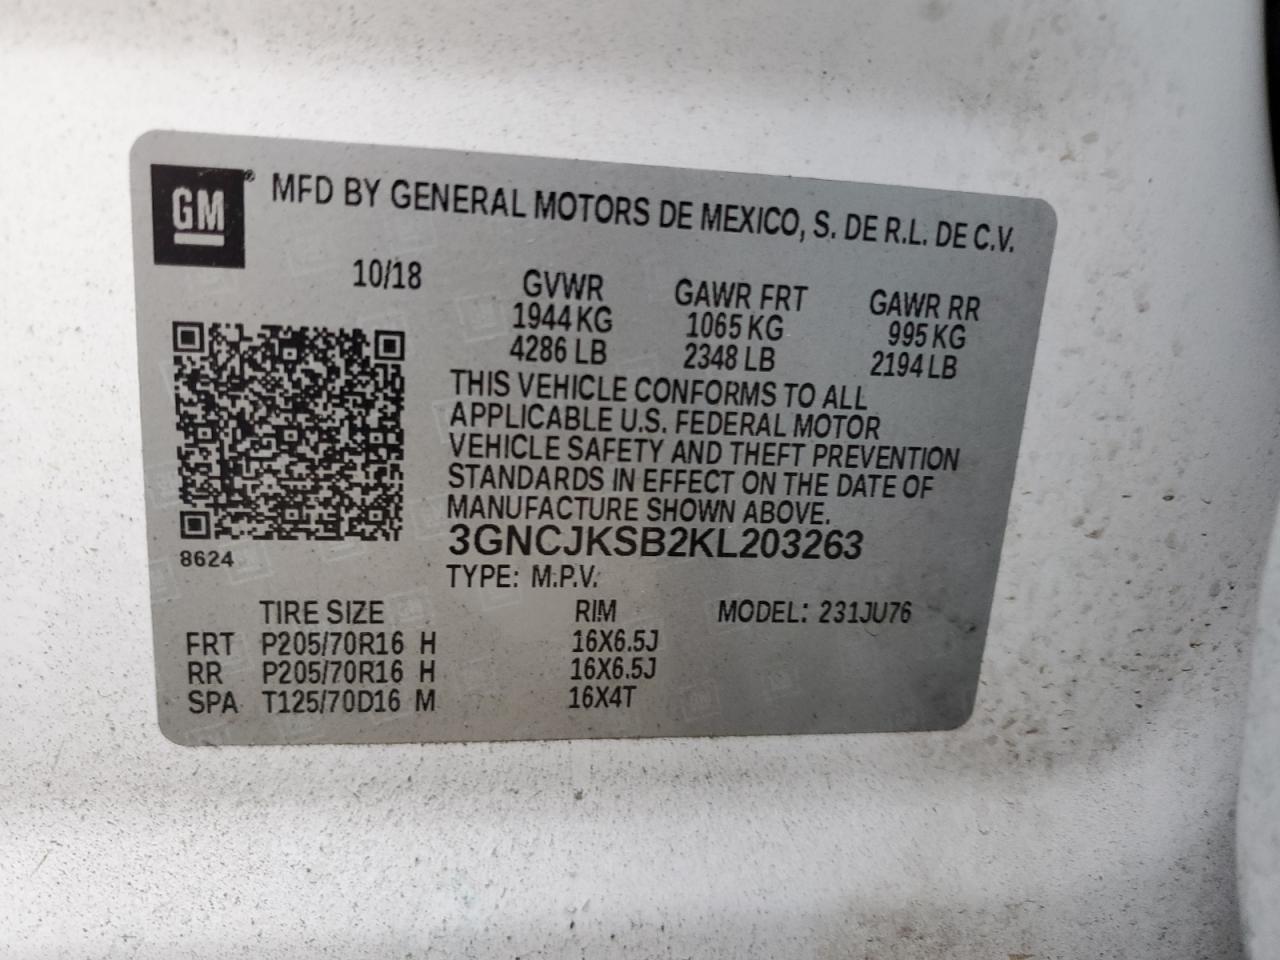 GM® MFD BY GENERAL MOTORS DE MEXICO, S. DE R.L. DE C.V.
10/18 GVWR GAWR FRT GAWR RR
1944 KG 1065 KG 995 KG
4286 LB 2348 LB 2194 LB
THIS VEHICLE CONFORMS TO ALL
APPLICABLE U.S. FEDERAL MOTOR
VEHICLE SAFETY AND THEFT PREVENTION
STANDARDS IN EFFECT ON THE DATE OF
MANUFACTURE SHOWN ABOVE.
3GNCJKSB2KL203263
8624
TYPE: M.P.V.
TIRE SIZE RIM MODEL: 231JU76
FRT P205/70R16 H 16X6.5J
RR P205/70R16 H 16X6.5J
SPA T125/70D16 M 16X4T